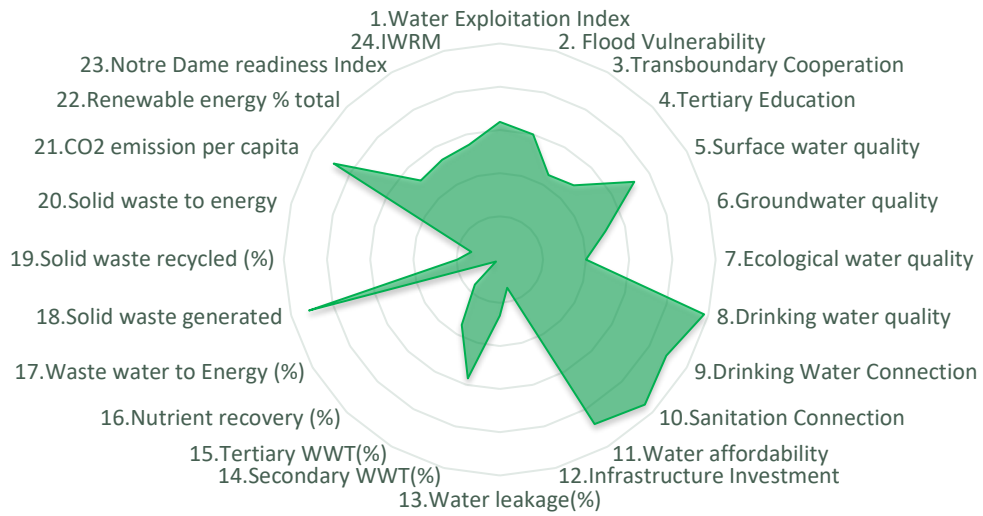 1.Water Exploitation Index
2. Flood Vulnerability
3.Transboundary Cooperation
4.Tertiary Education
5.Surface water quality
6.Groundwater quality
7.Ecological water quality
8.Drinking water quality
9.Drinking Water Connection
10.Sanitation Connection
11.Water affordability
12.Infrastructure Investment
13.Water leakage(%)
14.Secondary WWT(%)
15.Tertiary WWT(%)
16.Nutrient recovery (%)
17.Waste water to Energy (%)
18.Solid waste generated
19.Solid waste recycled (%)
20.Solid waste to energy
21.CO2 emission per capita
22.Renewable energy % total
23.Notre Dame readiness Index
24.IWRM